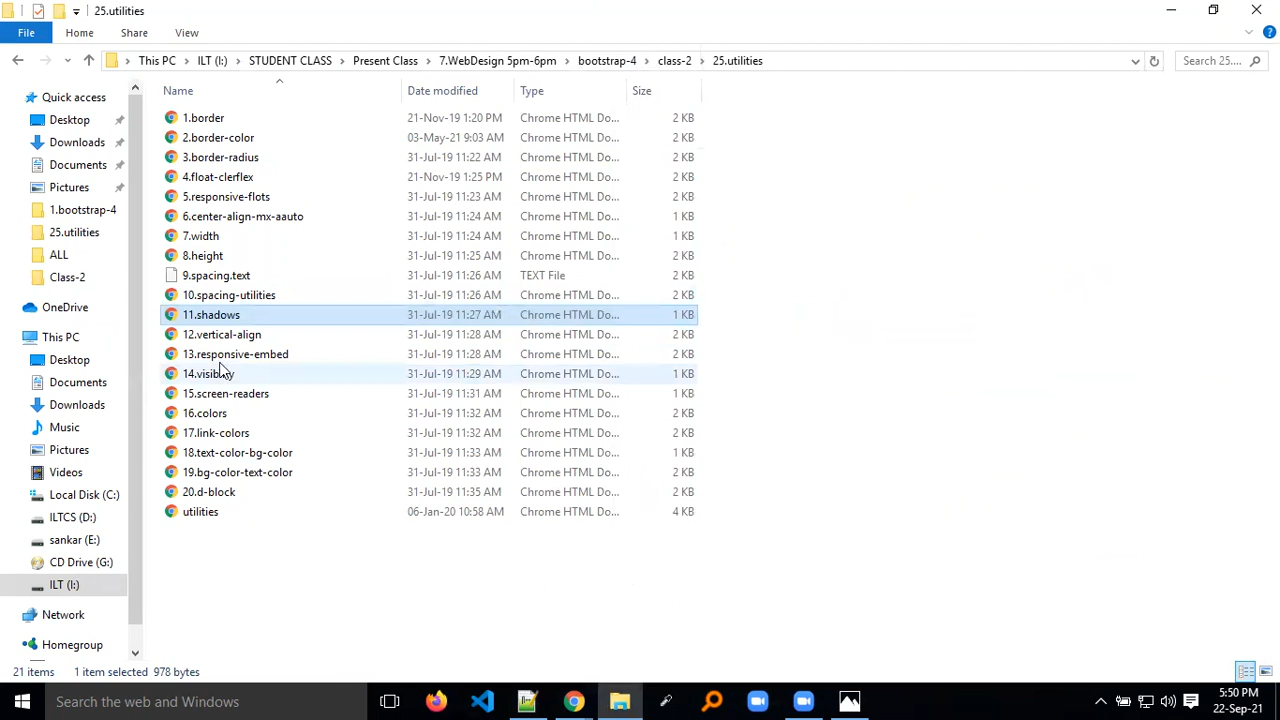 25.utilities
File Home Share View
This PC ILT (I:) STUDENT CLASS Present Class 7.WebDesign 5pm-6pm bootstrap-4 class-2 25.utilities Search 25....
Name Date modified Type Size
Quick access
Desktop
Downloads
Documents
Pictures
1.bootstrap-4
25.utilities
ALL
Class-2
OneDrive
This PC
Desktop
Documents
Downloads
Music
Pictures
Videos
Local Disk (C:)
ILTCS (D:)
sankar (E:)
CD Drive (G:)
ILT (I:)
Network
Homegroup
1.border 21-Nov-19 1:20 PM Chrome HTML Do... 2 KB
2.border-color 03-May-21 9:03 AM Chrome HTML Do... 2 KB
3.border-radius 31-Jul-19 11:22 AM Chrome HTML Do... 2 KB
4.float-clerflex 21-Nov-19 1:25 PM Chrome HTML Do... 2 KB
5.responsive-flots 31-Jul-19 11:23 AM Chrome HTML Do... 2 KB
6.center-align-mx-aauto 31-Jul-19 11:24 AM Chrome HTML Do... 1 KB
7.width 31-Jul-19 11:24 AM Chrome HTML Do... 2 KB
8.height 31-Jul-19 11:25 AM Chrome HTML Do... 2 KB
9.spacing.text 31-Jul-19 11:26 AM TEXT File 2 KB
10.spacing-utilities 31-Jul-19 11:26 AM Chrome HTML Do... 2 KB
11.shadows 31-Jul-19 11:27 AM Chrome HTML Do... 1 KB
12.vertical-align 31-Jul-19 11:28 AM Chrome HTML Do... 2 KB
13.responsive-embed 31-Jul-19 11:28 AM Chrome HTML Do... 2 KB
31-Jul-19 11:29 AM Chrome HTML Do... 1 KB
15.screen-readers 31-Jul-19 11:31 AM Chrome HTML Do... 1 KB
16.colors 31-Jul-19 11:32 AM Chrome HTML Do... 2 KB
17.link-colors 31-Jul-19 11:32 AM Chrome HTML Do... 2 KB
18.text-color-bg-color 31-Jul-19 11:33 AM Chrome HTML Do... 2 KB
19.bg-color-text-color 31-Jul-19 11:33 AM Chrome HTML Do... 2 KB
20.d-block 31-Jul-19 11:35 AM Chrome HTML Do... 2 KB
utilities 06-Jan-20 10:58 AM Chrome HTML Do... 4 KB
21 items 1 item selected 978 bytes
Search the web and Windows
5:50 PM
22-Sep-21